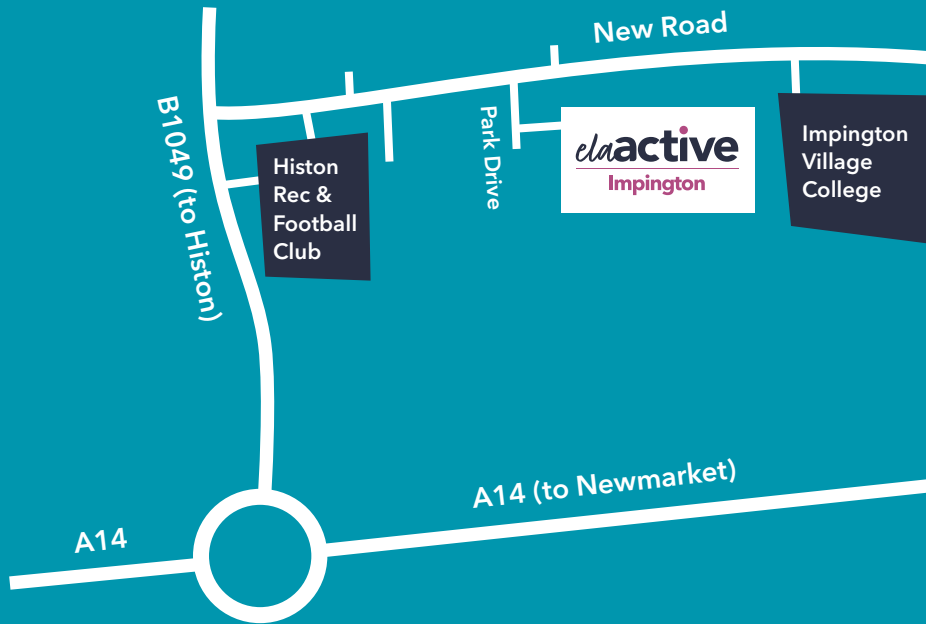 New Road
B1049 (to Histon)
Park Drive
elaactive
Impington
Impington
Village
College
Histon
Rec &
Football
Club
A14 (to Newmarket)
A14